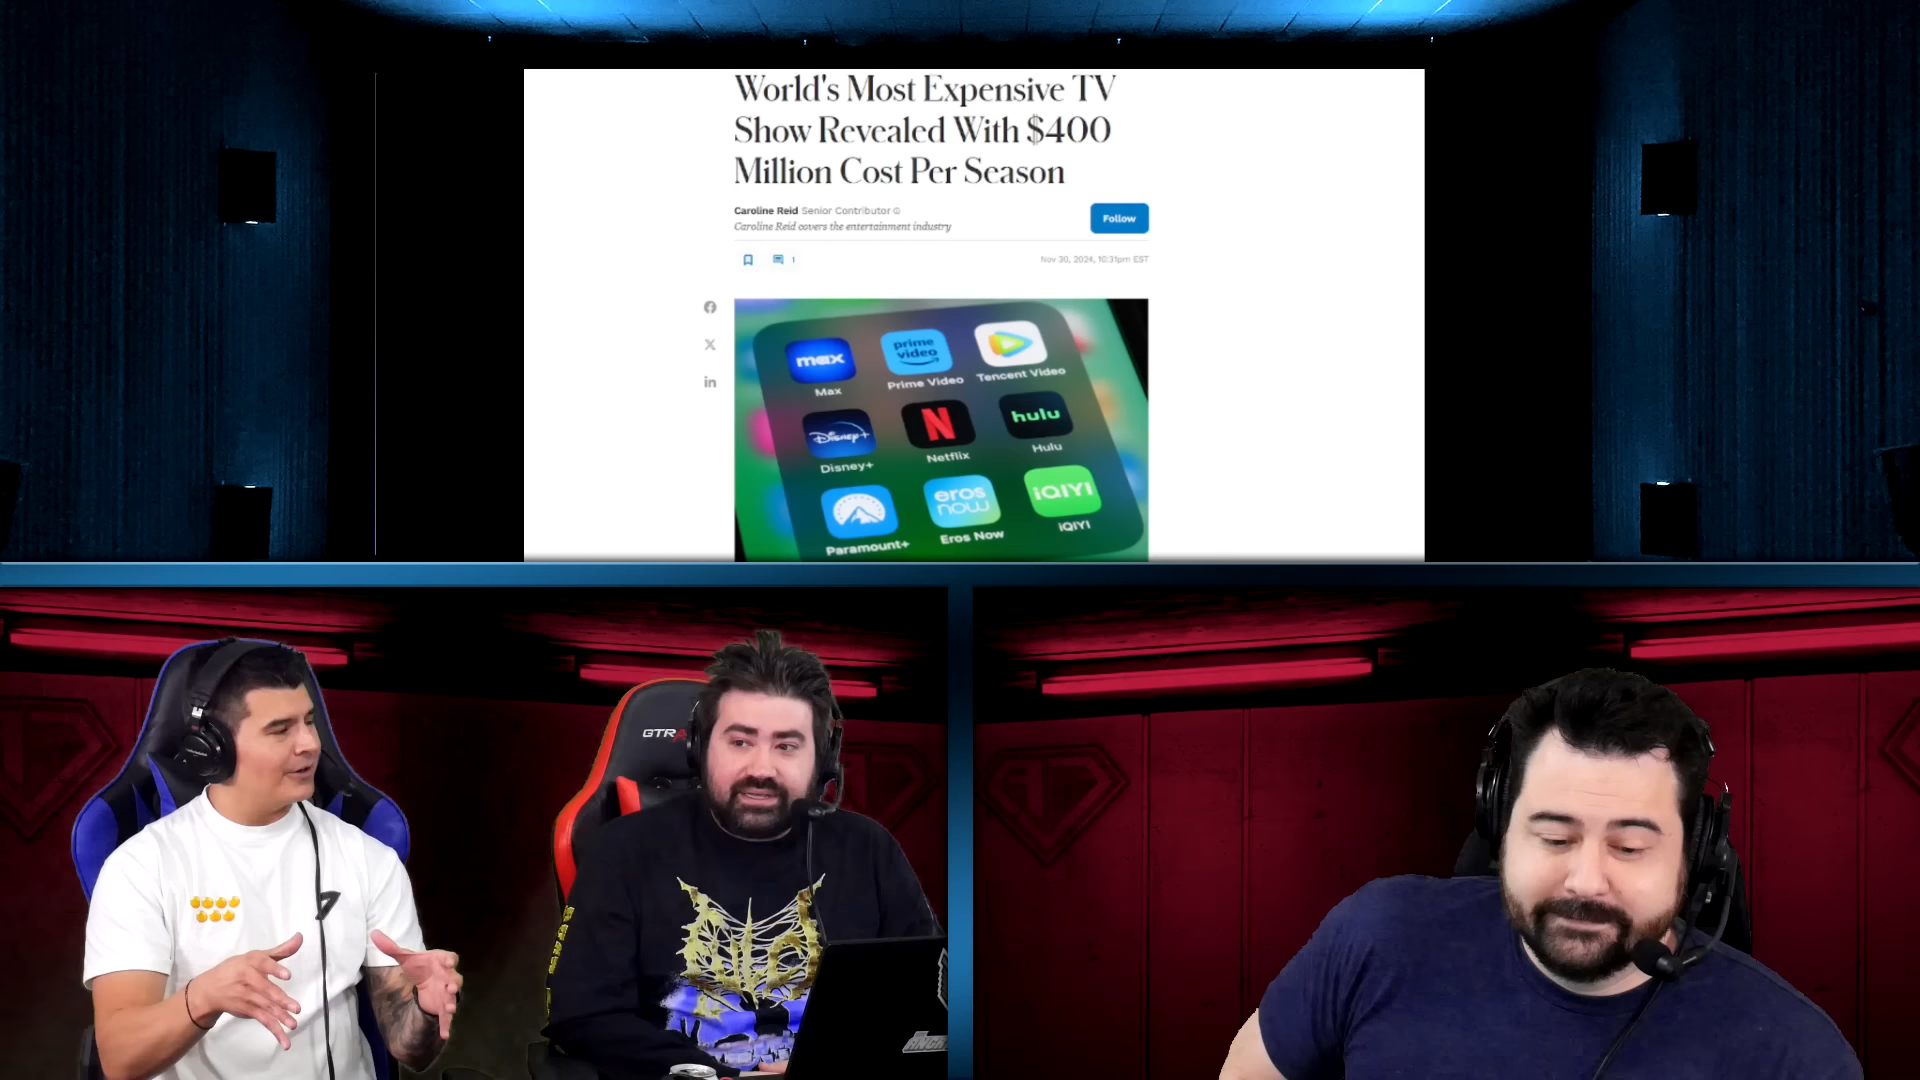 World's Most Expensive TV
Show Revealed With $400
Million Cost Per Season
Caroline Reid Senior Contributor
Caroline Reid covers the entertainment industry
Follow
1
Nov 30, 2024, 10:31pm EST
max
prime video
Max
Prime Video
Tencent Video
Disney+
N
hulu
Disney+
Netflix
Hulu
eros now
iQIYI
Paramount+
Eros Now
iQIYI
GTRA